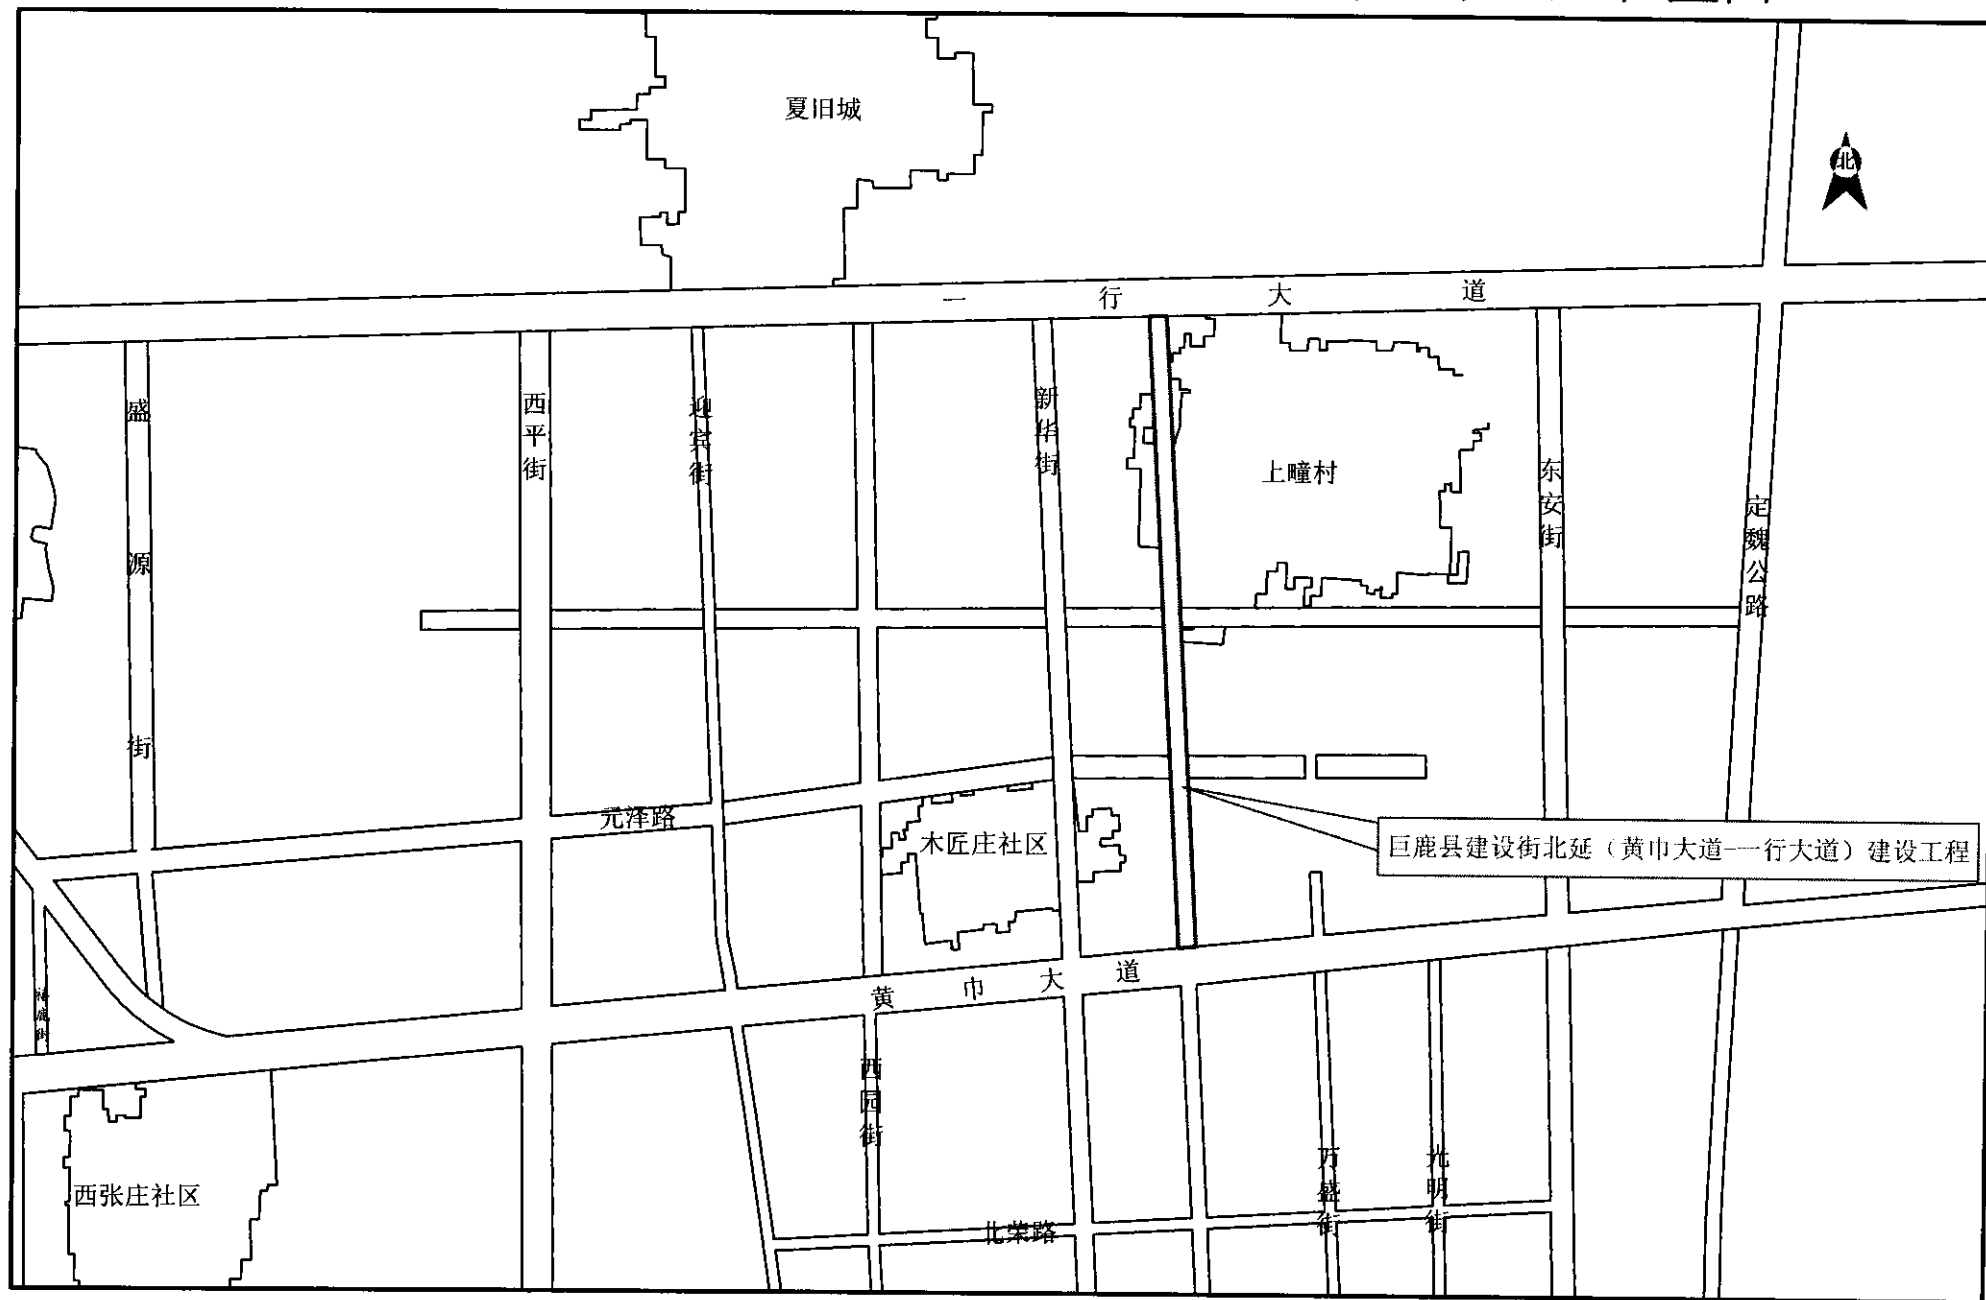 夏旧城
北
一行大道
盛源街
西平街
迎宾街
新华街
上疃村
东安街
定魏公路
元泽路
木匠庄社区
巨鹿县建设街北延（黄巾大道-一行大道）建设工程
黄巾大道
西园街
西张庄社区
万盛街
光明街
北荣路